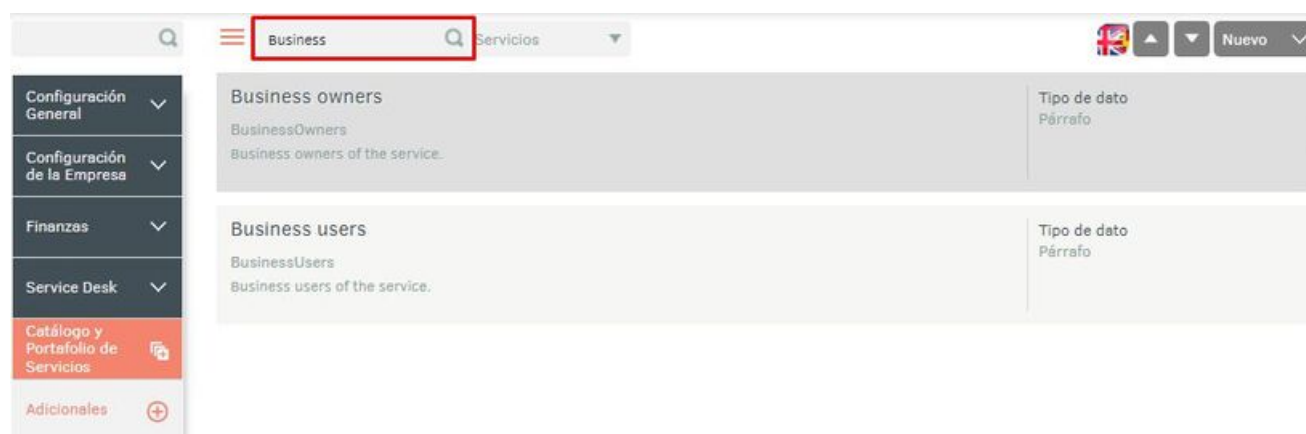 Business
Servicios
Nuevo
Configuración
General
Configuración
de la Empresa
Finanzas
Service Desk
Catálogo y
Portafolio de
Servicios
Adicionales
Business owners
BusinessOwners
Business owners of the service.
Tipo de dato
Párrafo
Business users
BusinessUsers
Business users of the service.
Tipo de dato
Párrafo